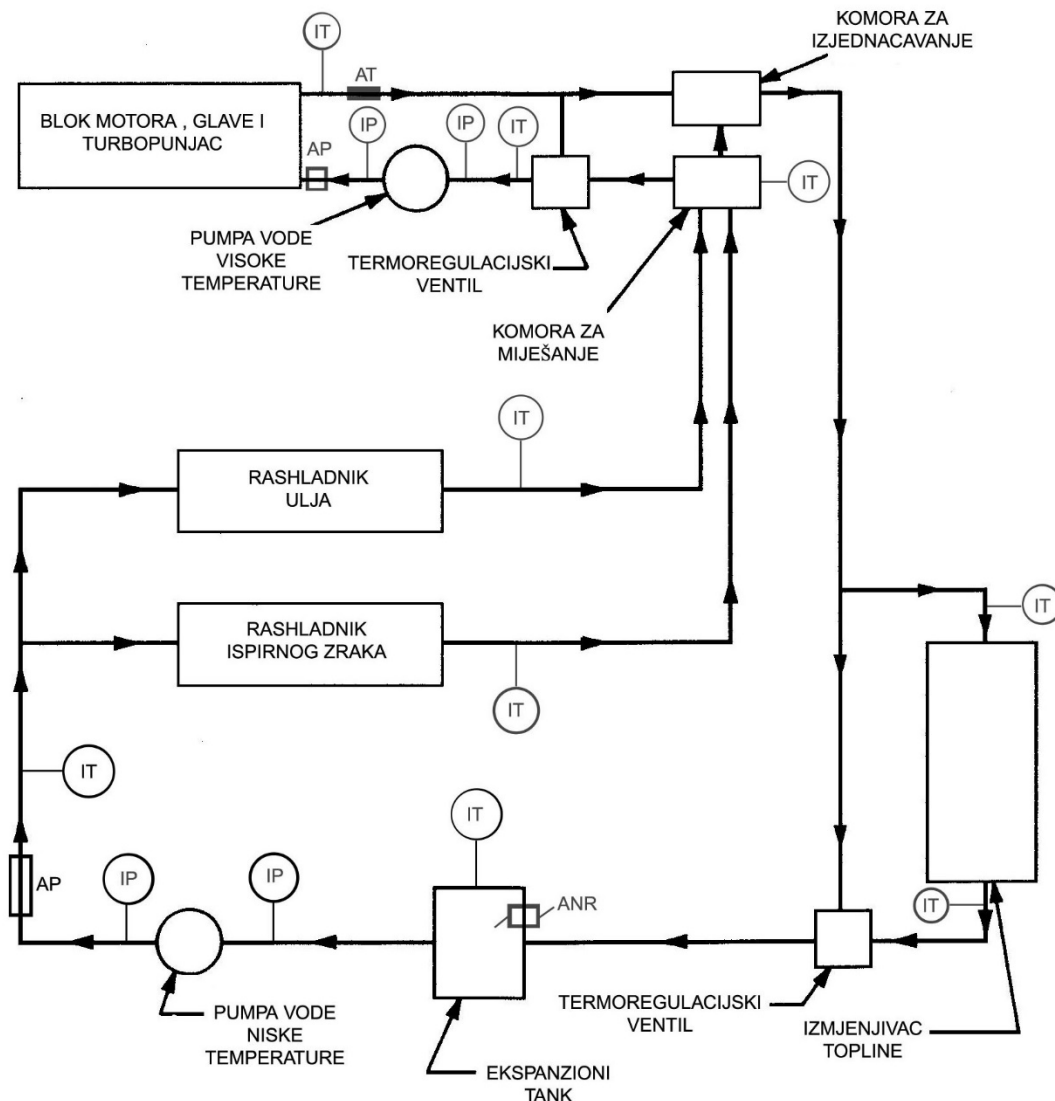 KOMORA ZA
IZJEDNACAVANJE
IT
AT
BLOK MOTORA , GLAVE I
TURBOPUNJAC
AP
IP
IP
IT
IT
PUMPA VODE
VISOKE
TEMPERATURE
TERMOREGULACIJSKI
VENTIL
KOMORA ZA
MIJEŠANJE
IT
RASHLADNIK
ULJA
RASHLADNIK
ISPIRNOG ZRAKA
IT
IT
IT
IT
AP
IP
IP
ANR
IT
PUMPA VODE
NISKE
TEMPERATURE
EKSPANZIONI
TANK
TERMOREGULACIJSKI
VENTIL
IZMJENJIVAC
TOPLINE